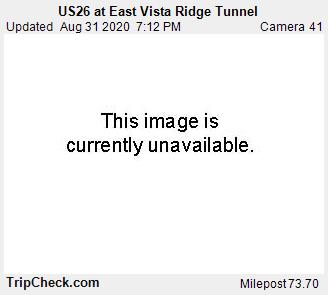 US26 at East Vista Ridge Tunnel
Updated Aug 31 2020 7:12 PM Camera 41
This image is
currently unavailable.
TripCheck.com Milepost 73.70